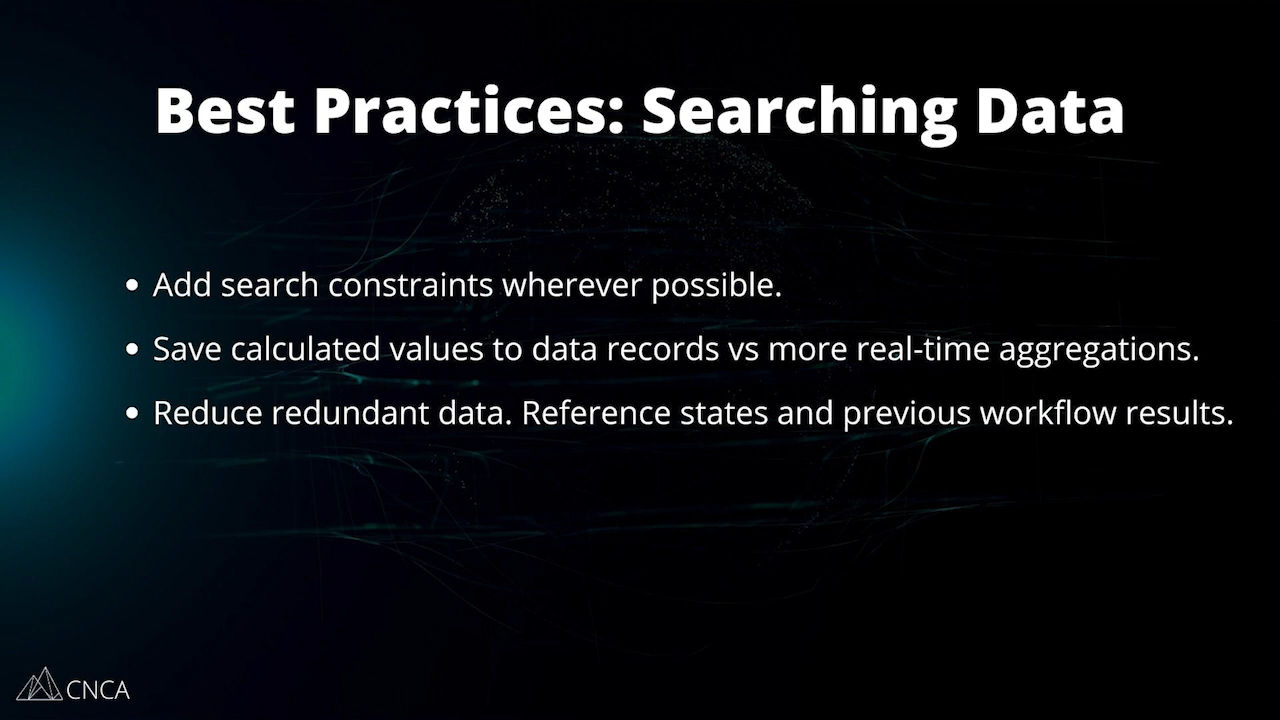 Best Practices: Searching Data
• Add search constraints wherever possible.
• Save calculated values to data records vs more real-time aggregations.
• Reduce redundant data. Reference states and previous workflow results.
CNCA